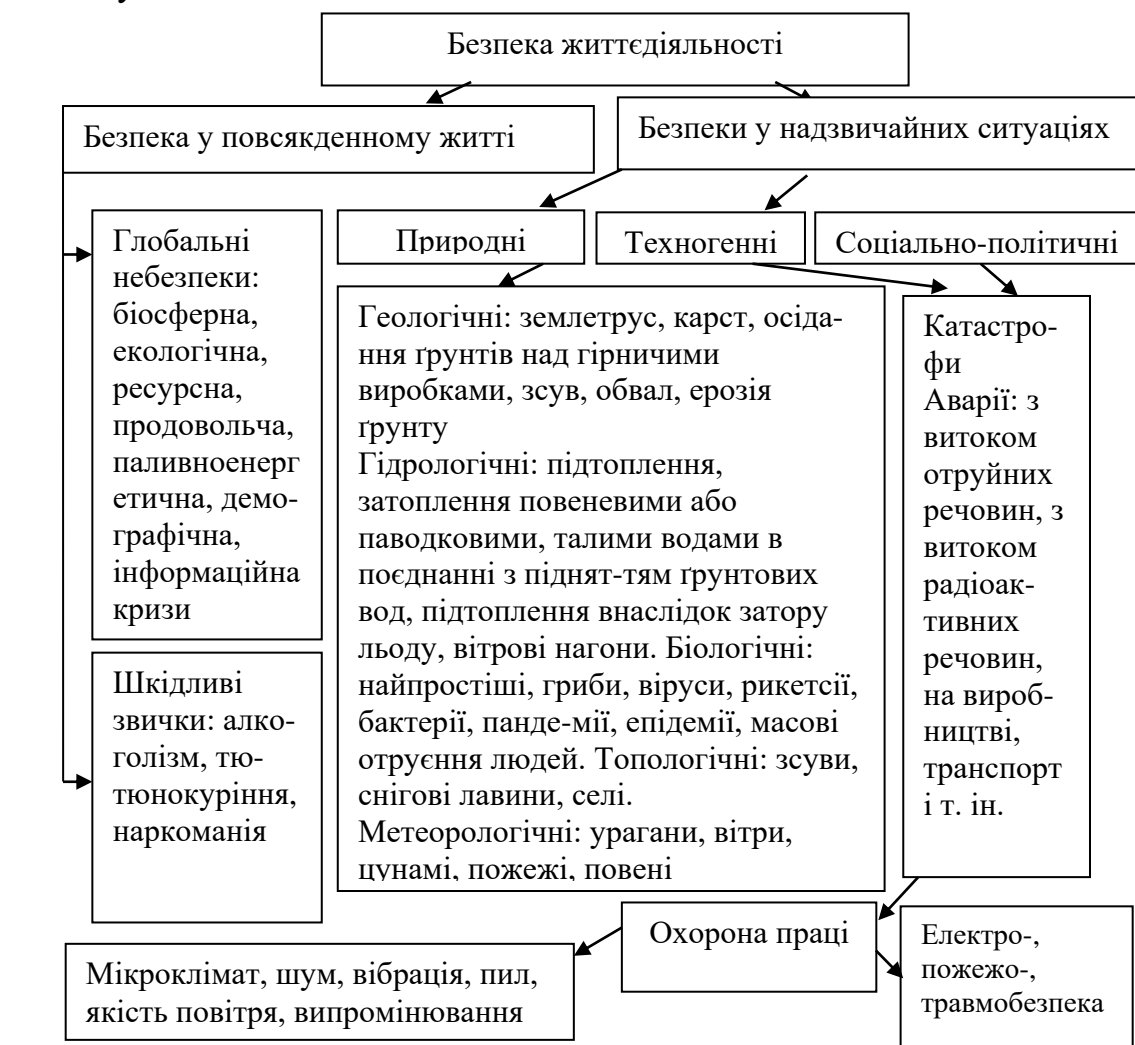 Безпека життєдіяльності
Безпека у повсякденному житті
Безпеки у надзвичайних ситуаціях
Глобальні
небезпеки:
біосферна,
екологічна,
ресурсна,
продовольча,
паливноенерг
етична, демо-
графічна,
інформаційна
кризи
Шкідливі
звички: алко-
голізм, тю-
тюнокуріння,
наркоманія
Природні
Техногенні
Соціально-політичні
Геологічні: землетрус, карст, осіда-
ння ґрунтів над гірничими
виробками, зсув, обвал, ерозія
ґрунту
Гідрологічні: підтоплення,
затоплення повеневими або
паводковими, талими водами в
поєднанні з піднят-тям ґрунтових
вод, підтоплення внаслідок затору
льоду, вітрові нагони. Біологічні:
найпростіші, гриби, віруси, рикетсії,
бактерії, панде-мії, епідемії, масові
отруєння людей. Топологічні: зсуви,
снігові лавини, селі.
Метеорологічні: урагани, вітри,
цунамі, пожежі, повені
Катастро-
фи
Аварії: з
витоком
отруйних
речовин, з
витоком
радіоак-
тивних
речовин,
на вироб-
ництві,
транспорт
і т. ін.
Охорона праці
Мікроклімат, шум, вібрація, пил,
якість повітря, випромінювання
Електро-,
пожежо-,
травмобезпека